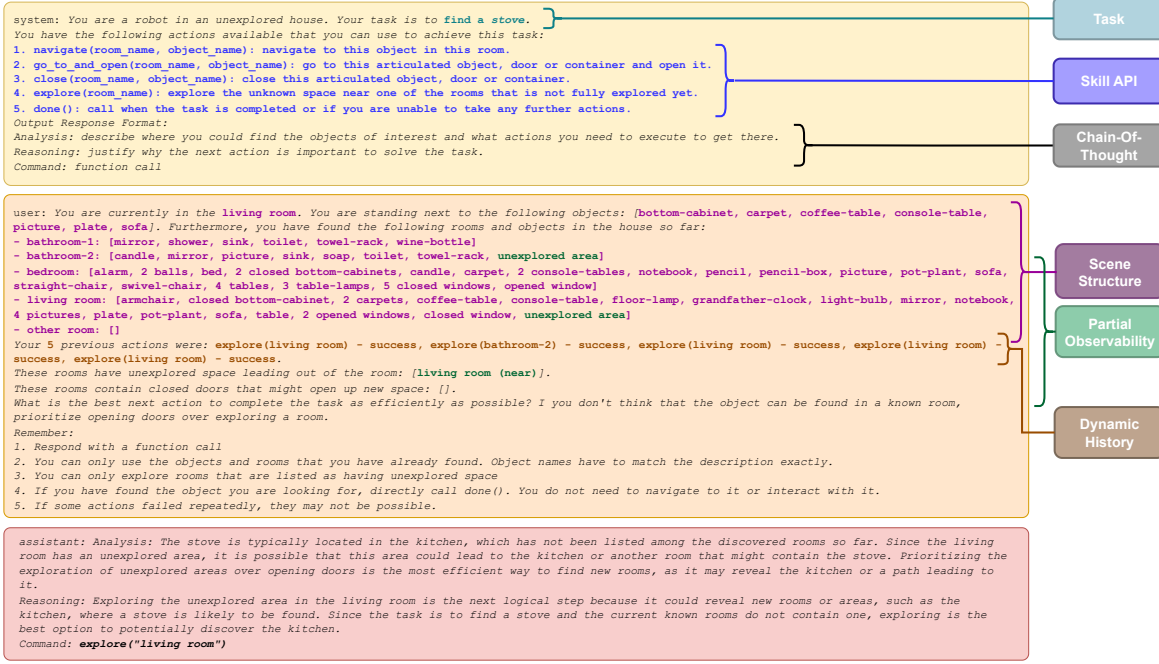 system: You are a robot in an unexplored house. Your task is to find a stove.
You have the following actions available that you can use to achieve this task:
1. navigate(room_name, object_name): navigate to this object in this room.
2. go_to_and_open(room_name, object_name): go to this articulated object, door or container and open it.
3. close(room_name, object_name): close this articulated object, door or container.
4. explore(room_name): explore the unknown space near one of the rooms that is not fully explored yet.
5. done(): call when the task is completed or if you are unable to take any further actions.
Output Response Format:
Analysis: describe where you could find the objects of interest and what actions you need to execute to get there.
Reasoning: justify why the next action is important to solve the task.
Command: function call
Task
Skill API
Chain-Of-
Thought
user: You are currently in the living room. You are standing next to the following objects: [bottom-cabinet, carpet, coffee-table, console-table,
picture, plate, sofa]. Furthermore, you have found the following rooms and objects in the house so far:
- bathroom-1: [mirror, shower, sink, toilet, towel-rack, wine-bottle]
- bathroom-2: [candle, mirror, picture, sink, soap, toilet, towel-rack, unexplored area]
- bedroom: [alarm, 2 balls, bed, 2 closed bottom-cabinets, candle, carpet, 2 console-tables, notebook, pencil, pencil-box, picture, pot-plant, sofa,
straight-chair, swivel-chair, 4 tables, 3 table-lamps, 5 closed windows, opened window]
- living room: [armchair, closed bottom-cabinet, 2 carpets, coffee-table, console-table, floor-lamp, grandfather-clock, light-bulb, mirror, notebook,
4 pictures, plate, pot-plant, sofa, table, 2 opened windows, closed window, unexplored area]
- other room: []
Your 5 previous actions were: explore(living room) - success, explore(bathroom-2) - success, explore(living room) - success, explore(living room) -
success, explore(living room) - success.
These rooms have unexplored space leading out of the room: [living room (near)].
These rooms contain closed doors that might open up new space: [].
What is the best next action to complete the task as efficiently as possible? I you don't think that the object can be found in a known room,
prioritize opening doors over exploring a room.
Remember:
1. Respond with a function call
2. You can only use the objects and rooms that you have already found. Object names have to match the description exactly.
3. You can only explore rooms that are listed as having unexplored space
4. If you have found the object you are looking for, directly call done(). You do not need to navigate to it or interact with it.
5. If some actions failed repeatedly, they may not be possible.
Scene
Structure
Partial
Observability
Dynamic
History
assistant: Analysis: The stove is typically located in the kitchen, which has not been listed among the discovered rooms so far. Since the living
room has an unexplored area, it is possible that this area could lead to the kitchen or another room that might contain the stove. Prioritizing the
exploration of unexplored areas over opening doors is the most efficient way to find new rooms, as it may reveal the kitchen or a path leading to
it.
Reasoning: Exploring the unexplored area in the living room is the next logical step because it could reveal new rooms or areas, such as the
kitchen, where a stove is likely to be found. Since the task is to find a stove and the current known rooms do not contain one, exploring is the
best option to potentially discover the kitchen.
Command: explore("living room")